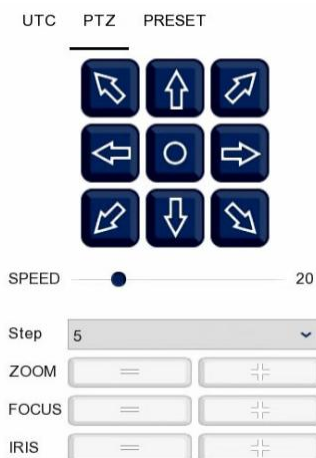 UTC PTZ PRESET
SPEED 20
Step 5
ZOOM
FOCUS
IRIS